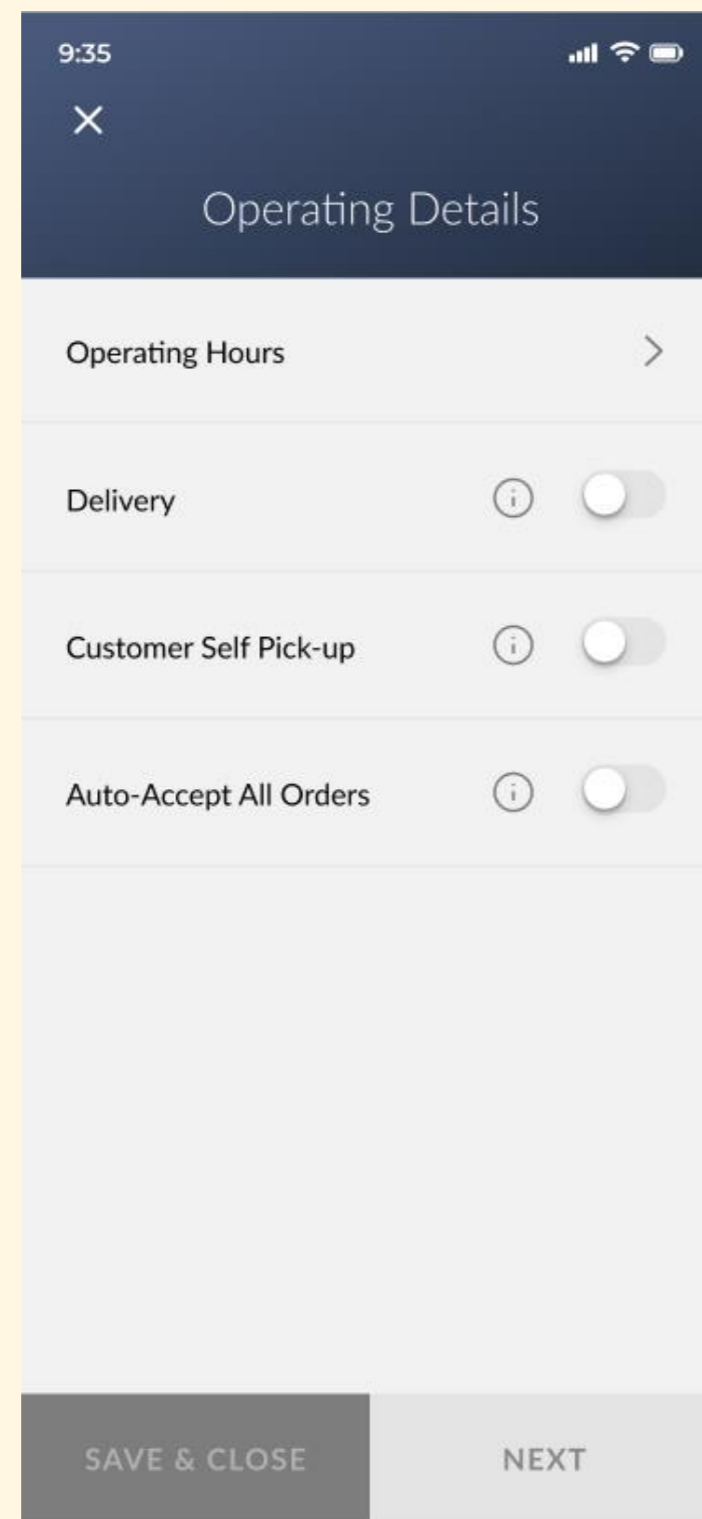 9:35
Operating Details
Operating Hours
Delivery
Customer Self Pick-up
Auto-Accept All Orders
SAVE & CLOSE
NEXT